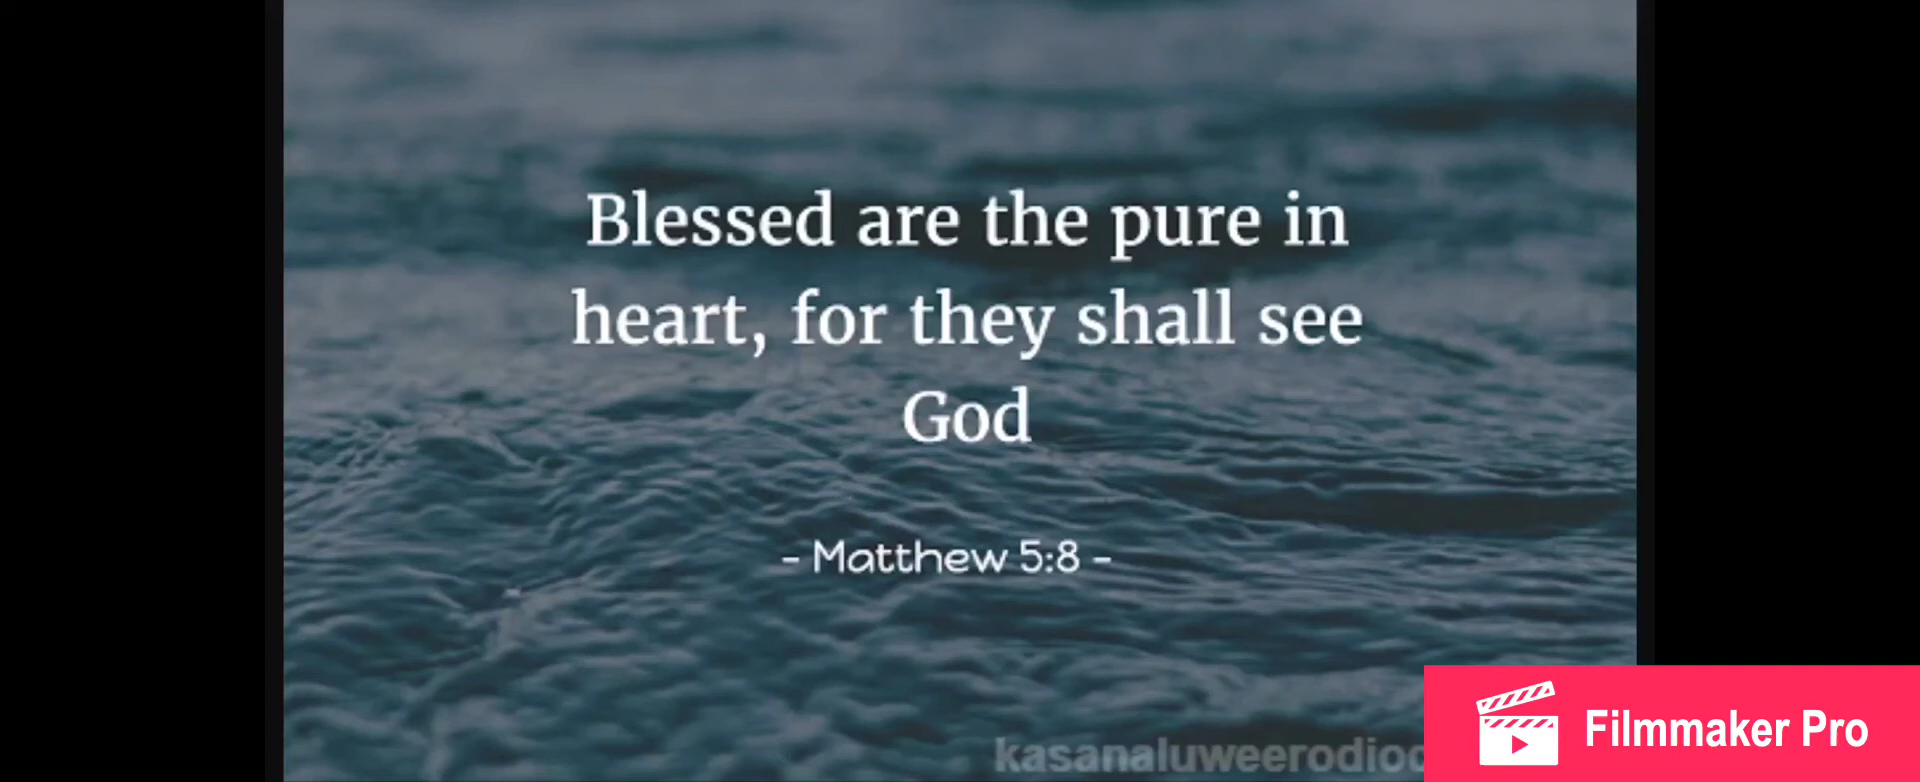 Blessed are the pure in
heart, for they shall see
God
- Matthew 5:8 -
Filmmaker Pro